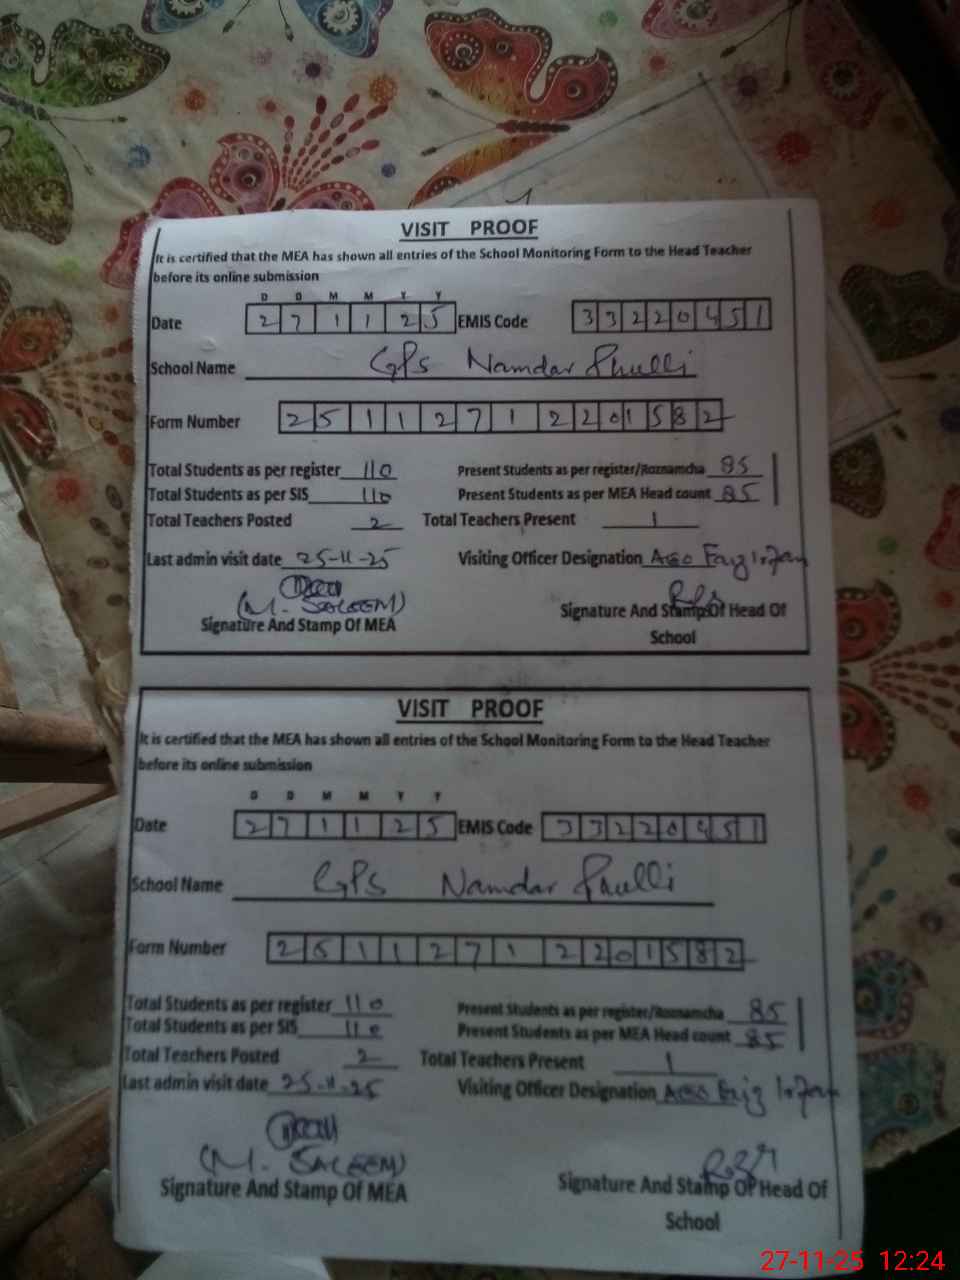 VISIT PROOF
It is certified that the MEA has shown all entries of the School Monitoring Form to the Head Teacher
before its online submission
D D M M Y Y
Date 2 7 1 1 2 5 EMIS Code 3 3 2 2 0 4 5 1
School Name GPS Namdar Phulli
Form Number 2 5 1 1 2 7 1 2 2 0 1 5 8 2
Total Students as per register 110 Present Students as per register/Roznamcha 85
Total Students as per SIS 110 Present Students as per MEA Head count 85
Total Teachers Posted 2 Total Teachers Present 1
Last admin visit date 25-11-25 Visiting Officer Designation AEO
(M. SALEEM)
Signature And Stamp Of MEA Signature And Stamp Of Head Of
School
VISIT PROOF
It is certified that the MEA has shown all entries of the School Monitoring Form to the Head Teacher
before its online submission
D D M M Y Y
Date 2 7 1 1 2 5 EMIS Code 3 3 2 2 0 4 5 1
School Name GPS Namdar Phulli
Form Number 2 5 1 1 2 7 1 2 2 0 1 5 8 2
Total Students as per register 110 Present Students as per register/Roznamcha 85
Total Students as per SIS 110 Present Students as per MEA Head count 85
Total Teachers Posted 2 Total Teachers Present 1
Last admin visit date 25-11-25 Visiting Officer Designation AEO
(M. SALEEM)
Signature And Stamp Of MEA Signature And Stamp Of Head Of
School
27-11-25 12:24